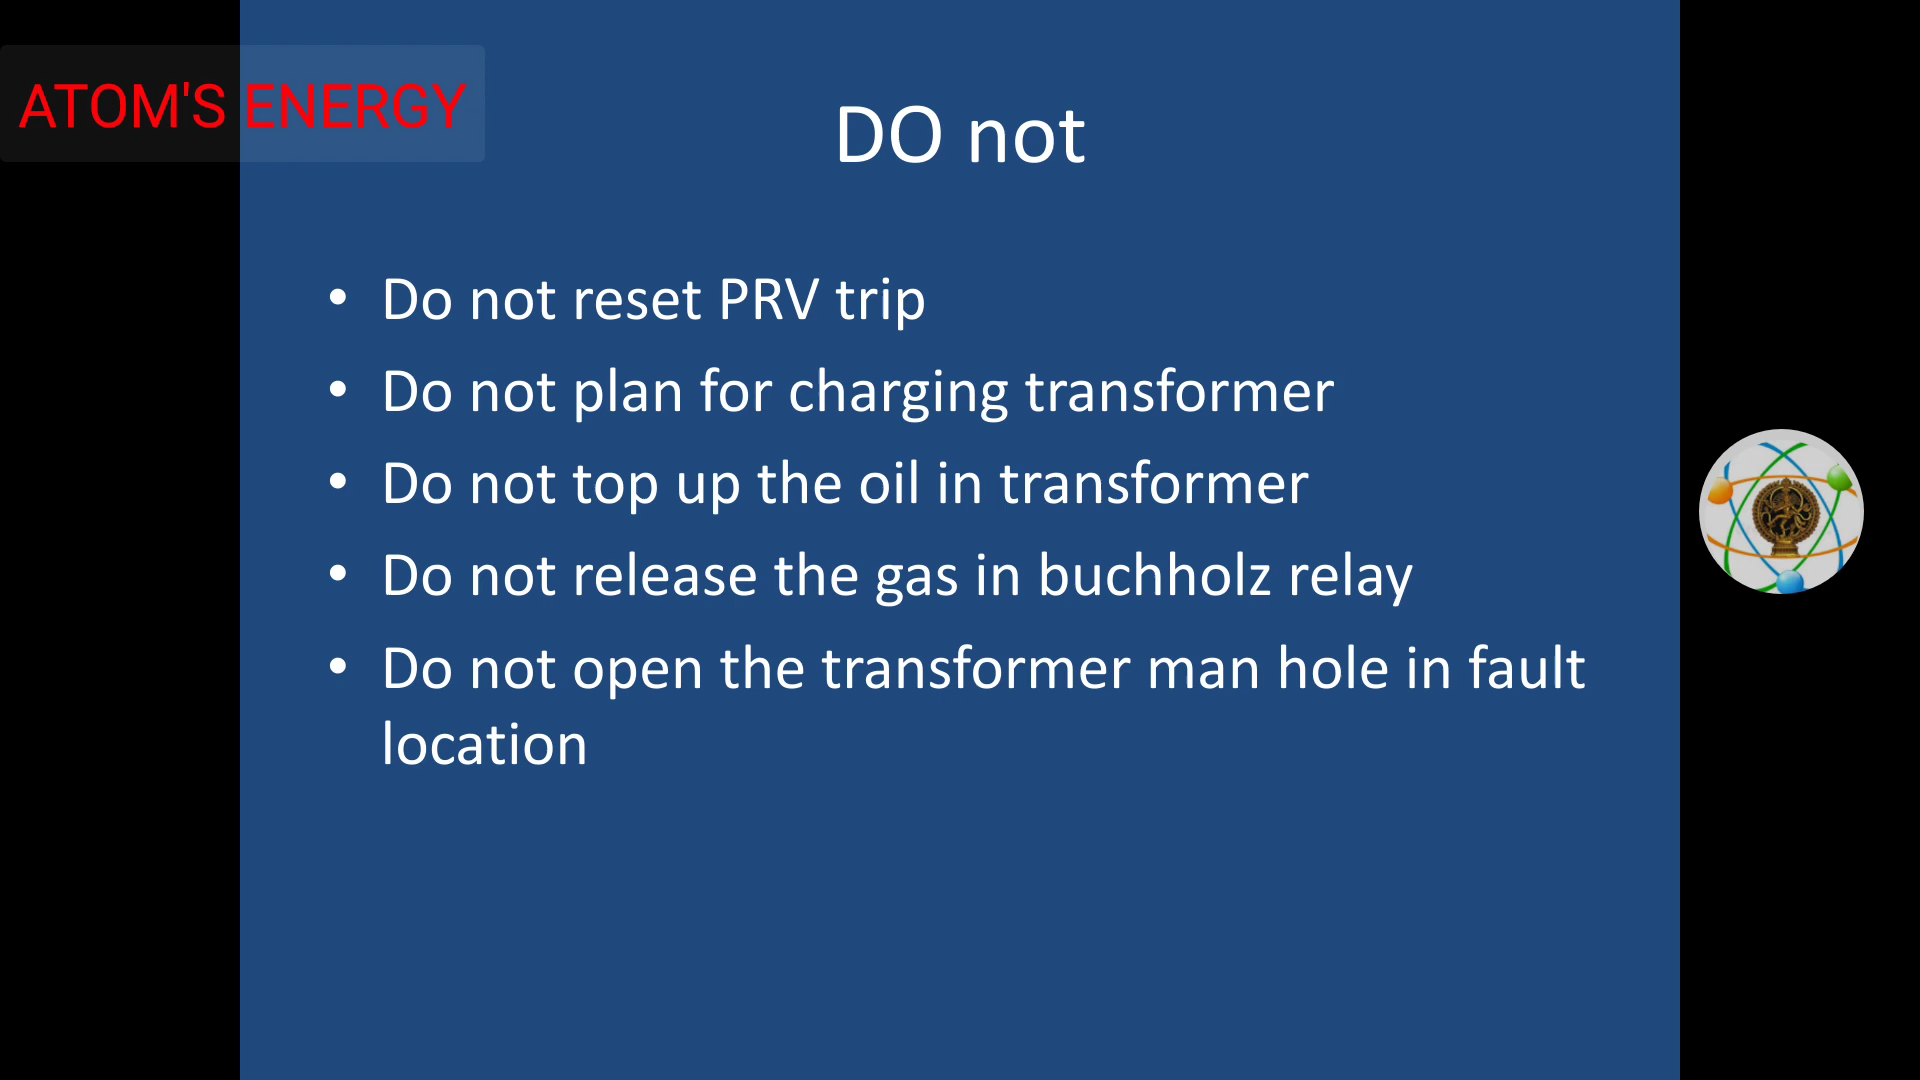 ATOM'S ENERGY
DO not
• Do not reset PRV trip
• Do not plan for charging transformer
• Do not top up the oil in transformer
• Do not release the gas in buchholz relay
• Do not open the transformer man hole in fault
location